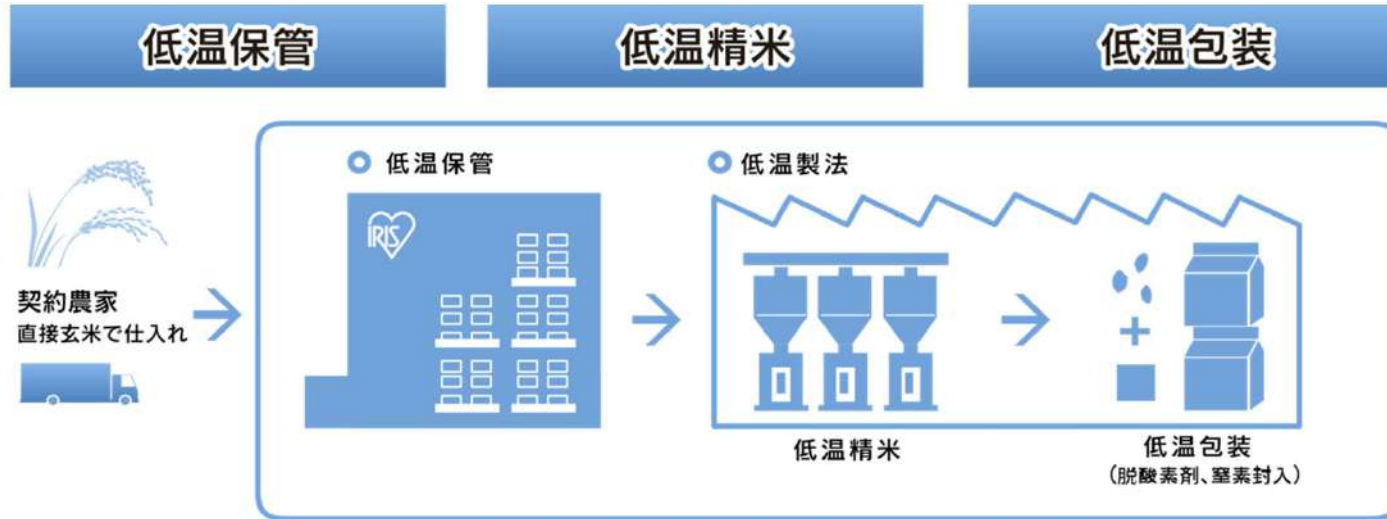 低温保管
低温精米
低温包装
契約農家
直接玄米で仕入れ
低温保管
IRIS
低温製法
低温精米
低温包装
(脱酸素剤、窒素封入)